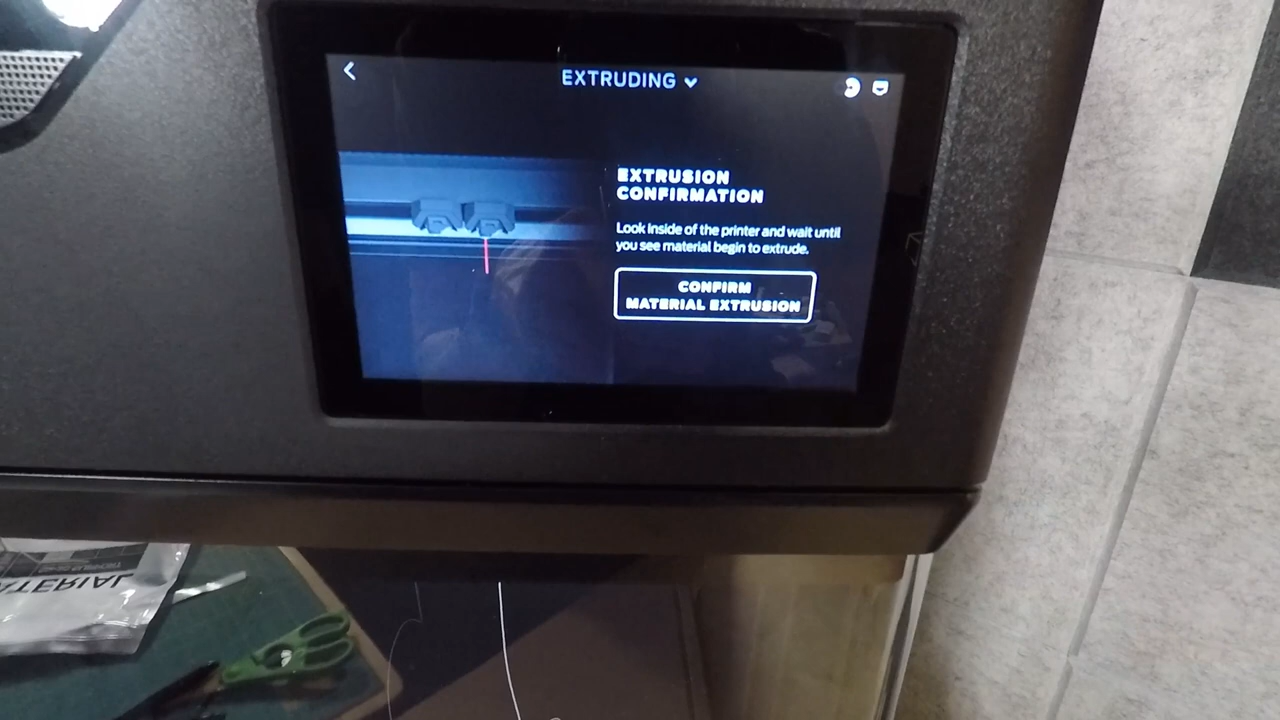 EXTRUDING
EXTRUSION
CONFIRMATION
Look inside of the printer and wait until
you see material begin to extrude.
CONFIRM
MATERIAL EXTRUSION
ATERIAL